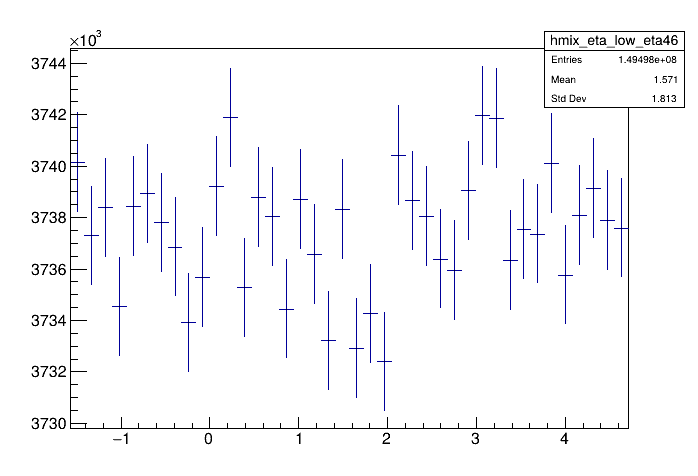 ×10³
hmix_eta_low_eta46
Entries 1.49498e+08
Mean 1.571
Std Dev 1.813
3744
3742
3740
3738
3736
3734
3732
3730
−1 0 1 2 3 4